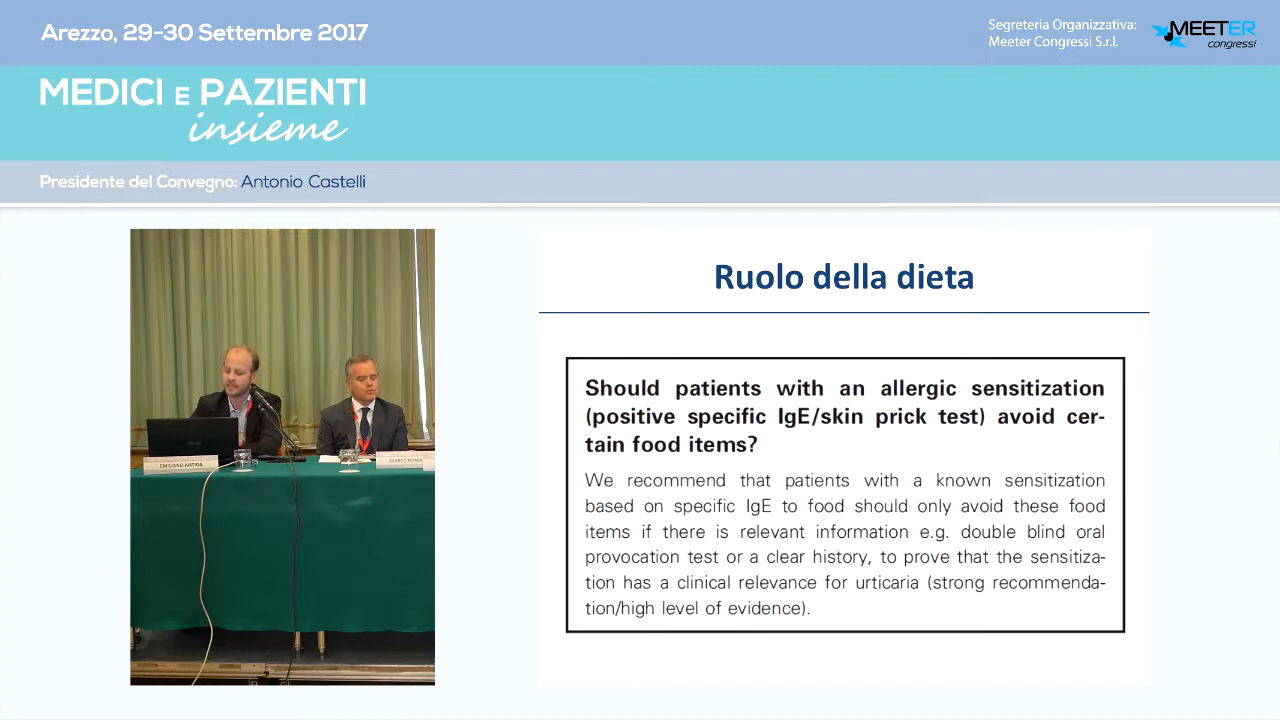 Arezzo, 29-30 Settembre 2017
Segreteria Organizzativa:
Meeter Congressi S.r.l.
MEETER
congressi
MEDICI E PAZIENTI
insieme
Presidente del Convegno: Antonio Castelli
EMILIANO ANTIGA
MARCO ROMA
Ruolo della dieta
Should patients with an allergic sensitization
(positive specific IgE/skin prick test) avoid cer-
tain food items?
We recommend that patients with a known sensitization
based on specific IgE to food should only avoid these food
items if there is relevant information e.g. double blind oral
provocation test or a clear history, to prove that the sensitiza-
tion has a clinical relevance for urticaria (strong recommenda-
tion/high level of evidence).